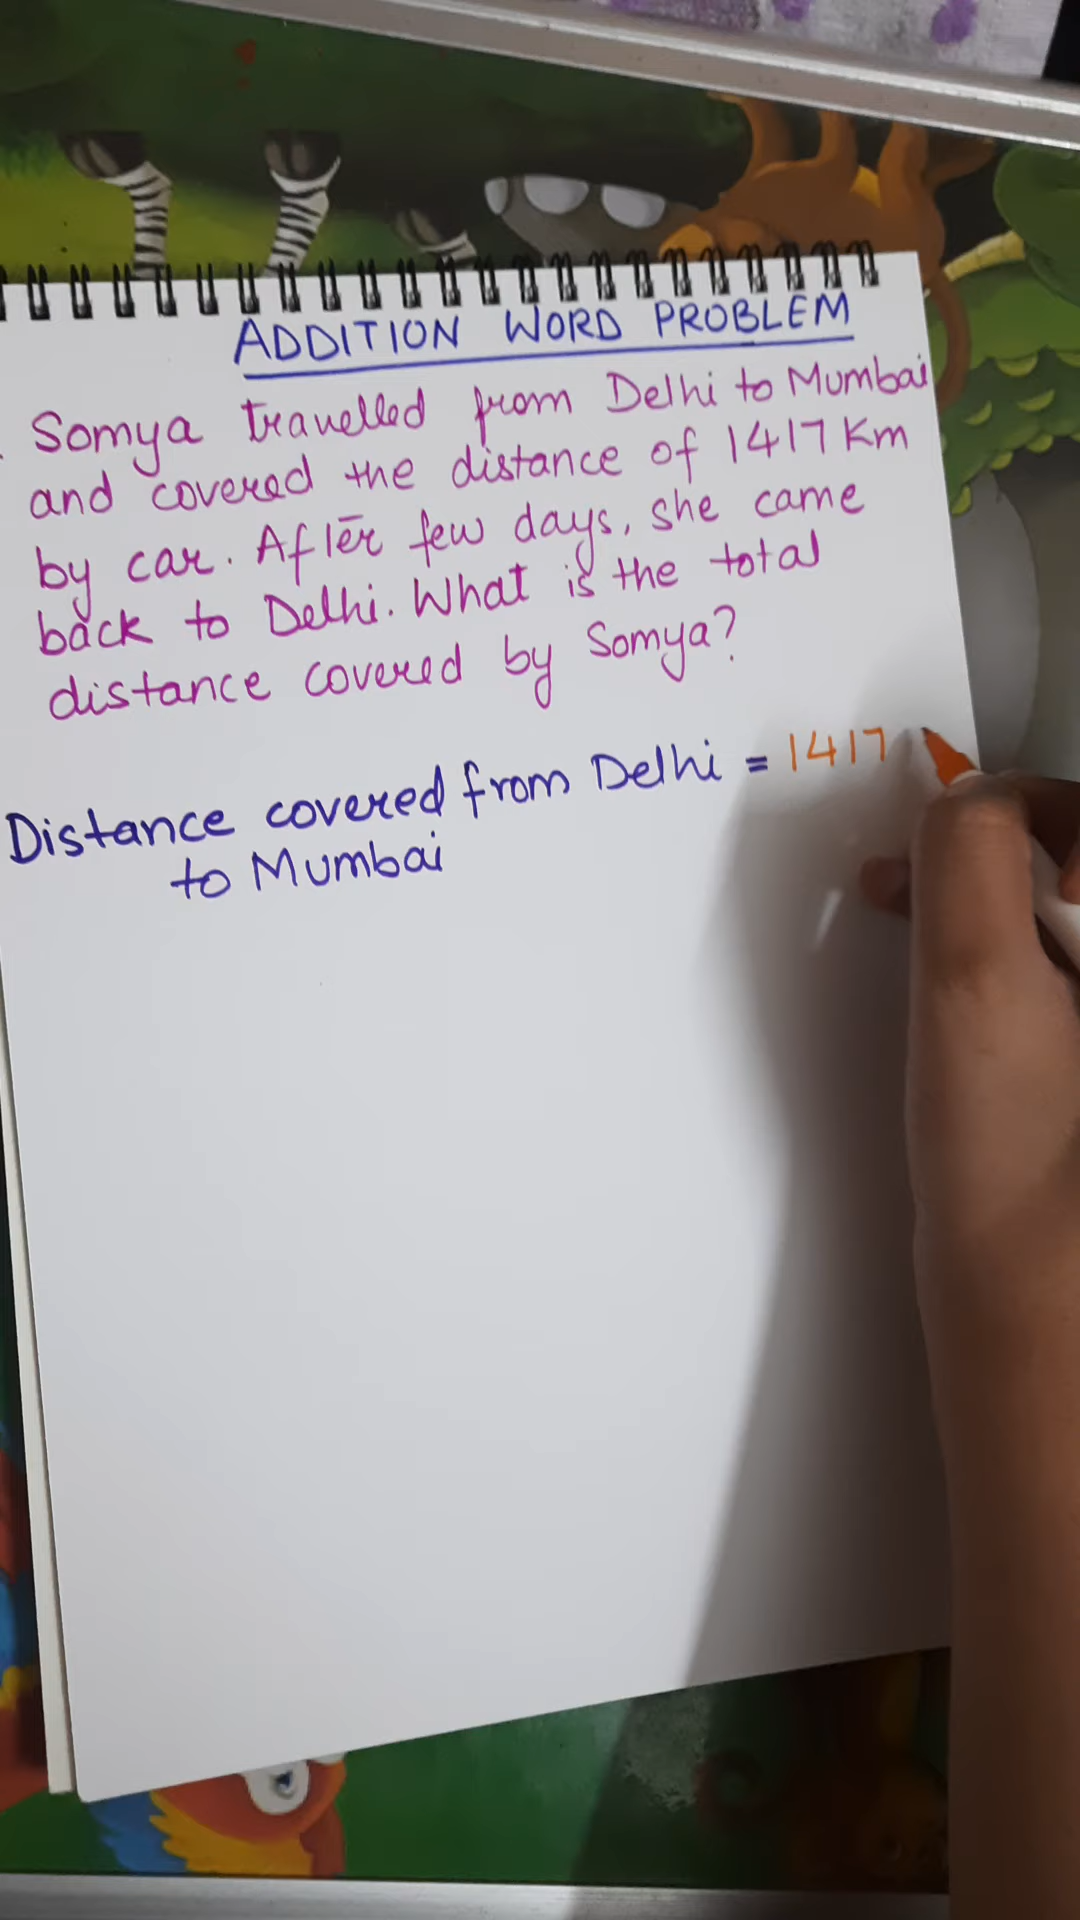 ADDITION WORD PROBLEM
Somya travelled from Delhi to Mumbai
and covered the distance of 1417 Km
by car. After few days, she came
back to Delhi. What is the total
distance covered by Somya?
Distance covered from Delhi = 1417
to Mumbai